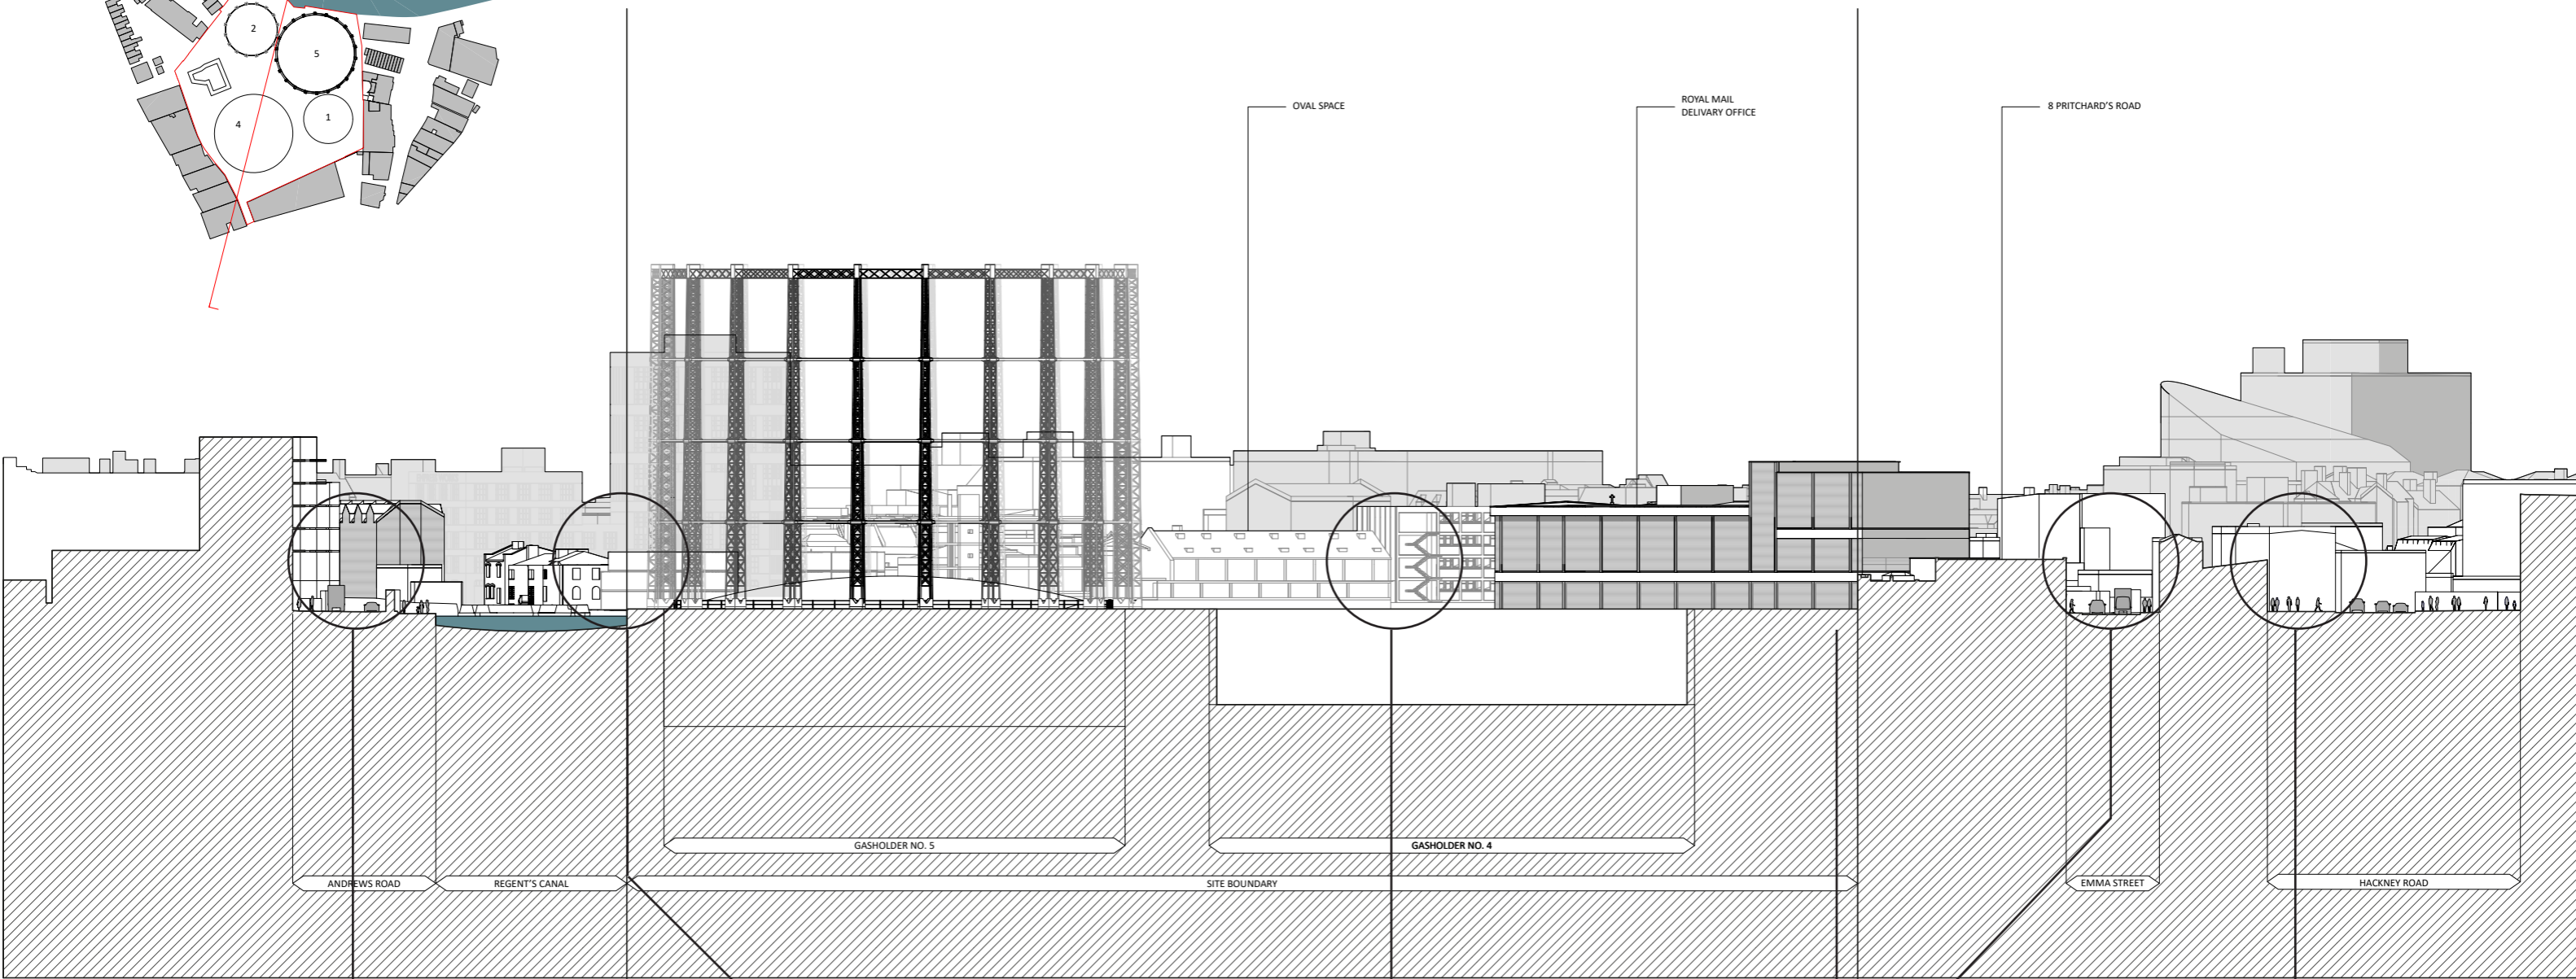 2
5
4
1
OVAL SPACE
ROYAL MAIL
DELIVARY OFFICE
8 PRITCHARD'S ROAD
GASHOLDER NO. 5
GASHOLDER NO. 4
ANDREWS ROAD
REGENT'S CANAL
SITE BOUNDARY
EMMA STREET
HACKNEY ROAD